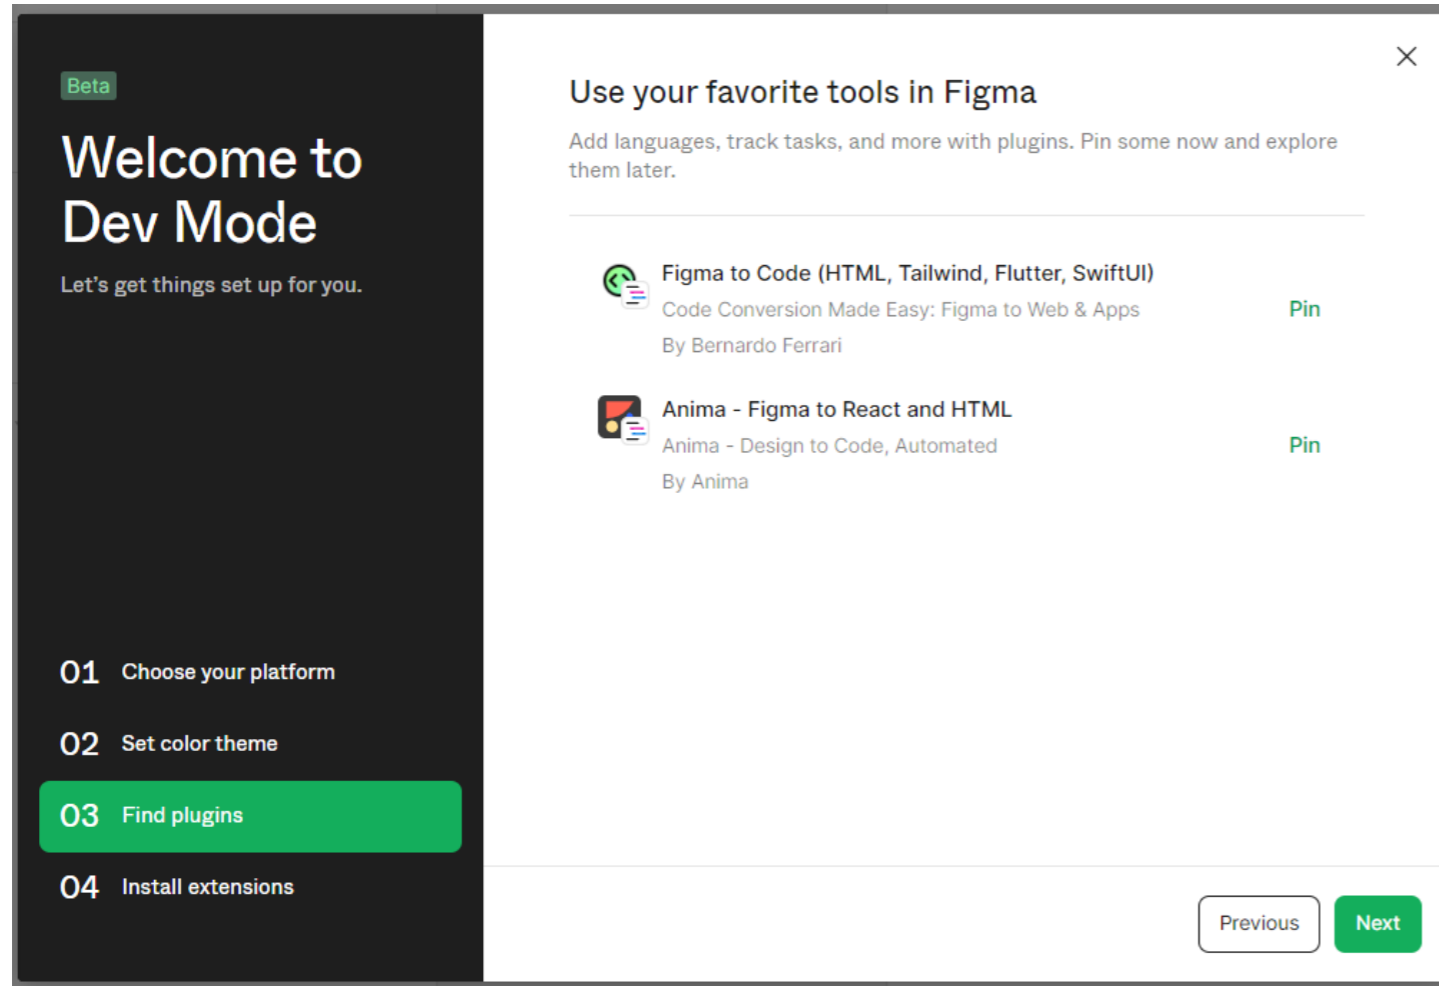 Beta
Welcome to
Dev Mode
Let's get things set up for you.
01 Choose your platform
02 Set color theme
03 Find plugins
04 Install extensions
Use your favorite tools in Figma
Add languages, track tasks, and more with plugins. Pin some now and explore
them later.
Figma to Code (HTML, Tailwind, Flutter, SwiftUI)
Code Conversion Made Easy: Figma to Web & Apps
By Bernardo Ferrari
Pin
Anima - Figma to React and HTML
Anima - Design to Code, Automated
By Anima
Pin
Previous
Next